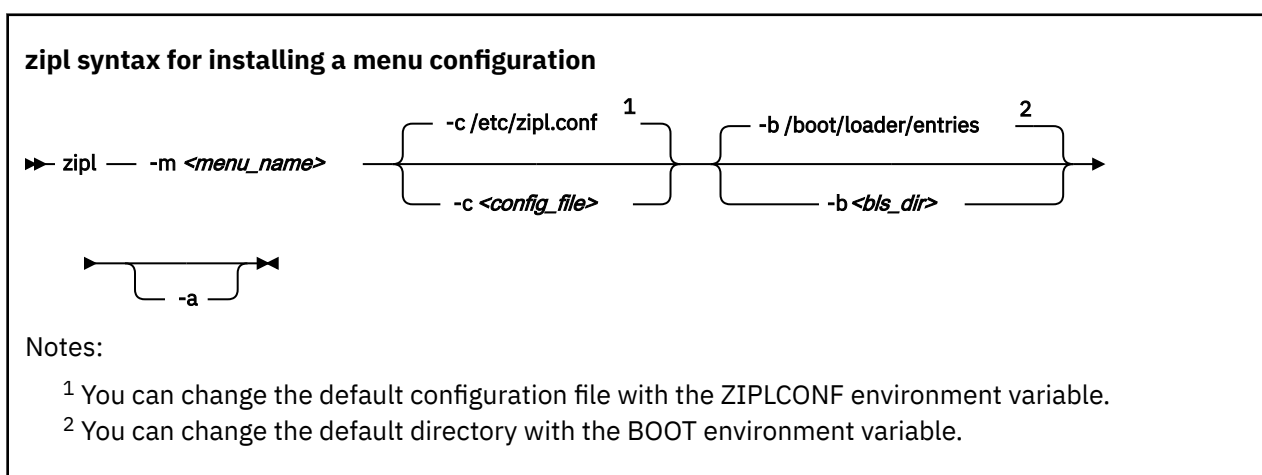 zipl syntax for installing a menu configuration
-c /etc/zipl.conf 1 -b /boot/loader/entries 2
zipl -m <menu_name>
-c <config_file> -b <bls_dir>
-a
Notes:
1 You can change the default configuration file with the ZIPLCONF environment variable.
2 You can change the default directory with the BOOT environment variable.